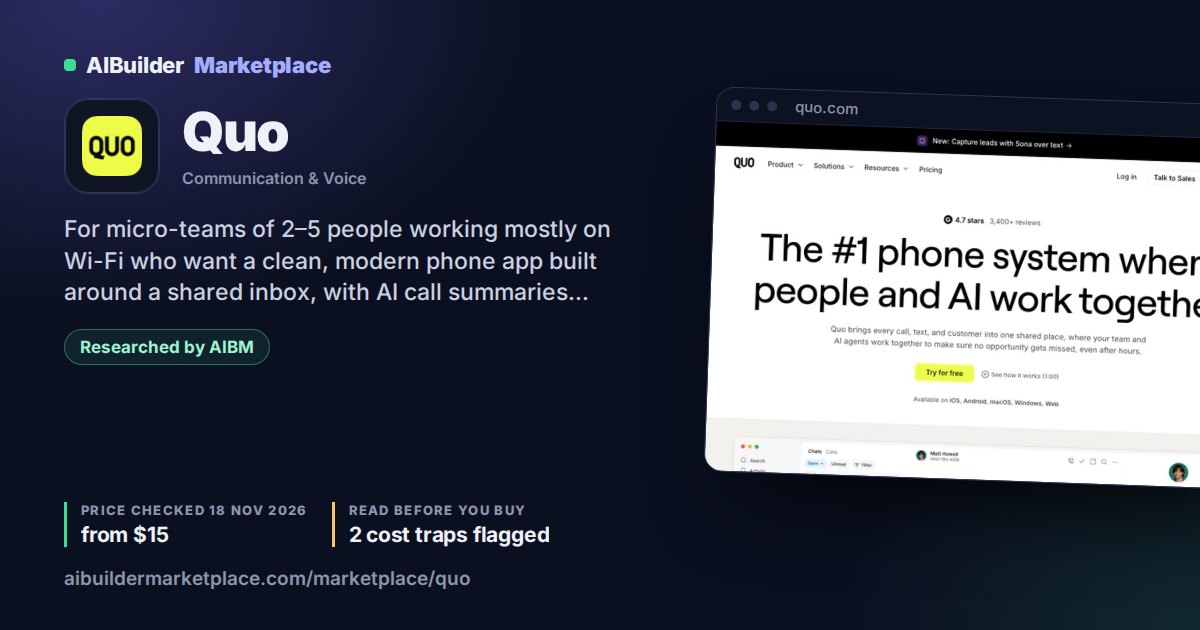 AIBuilder Marketplace
QUO
Quo
Communication & Voice
For micro-teams of 2–5 people working mostly on
Wi-Fi who want a clean, modern phone app built
around a shared inbox, with AI call summaries...
Researched by AIBM
PRICE CHECKED 18 NOV 2026
from $15
READ BEFORE YOU BUY
2 cost traps flagged
aibuildermarketplace.com/marketplace/quo
quo.com
New: Capture leads with Sona over text →
QUO Product Solutions Resources Pricing Log in Talk to Sales
4.7 stars 3,400+ reviews
The #1 phone system wher
people and AI work togethe
Quo brings every call, text, and customer into one shared place, where your team and
AI agents work together to make sure no opportunity gets missed, even after hours.
Try for free See how it works (1:00)
Available on iOS, Android, macOS, Windows, Web
Search
Chats Calls
Open Unread Filter
Matt Howell